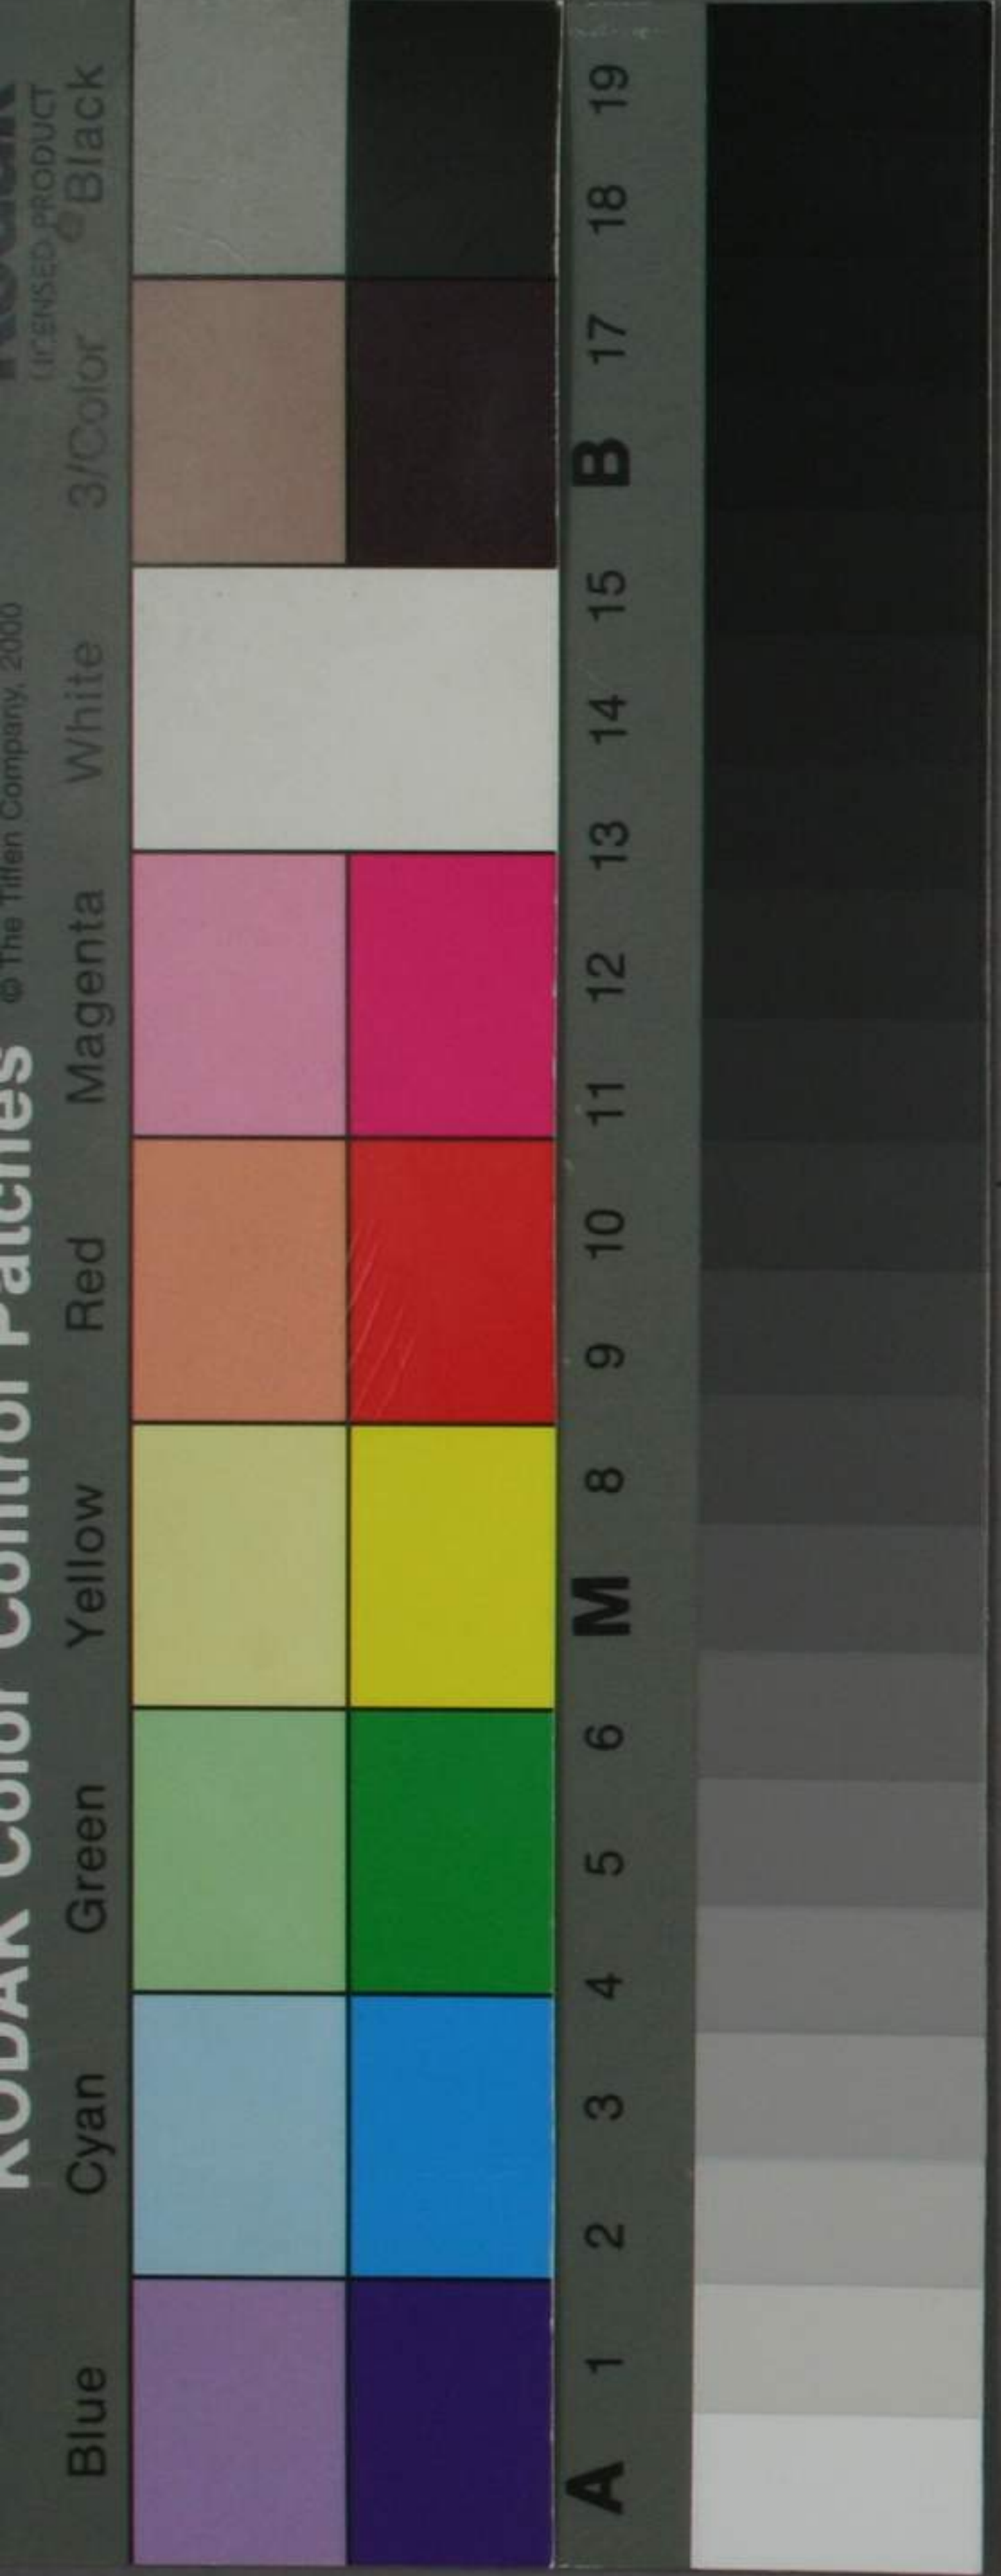 KODAK Color Control Patches © The Tiffen Company, 2000 Kodak
LICENSED PRODUCT
Blue Cyan Green Yellow Red Magenta White 3/Color Black
A 1 2 3 4 5 6 M 8 9 10 11 12 13 14 15 B 17 18 19